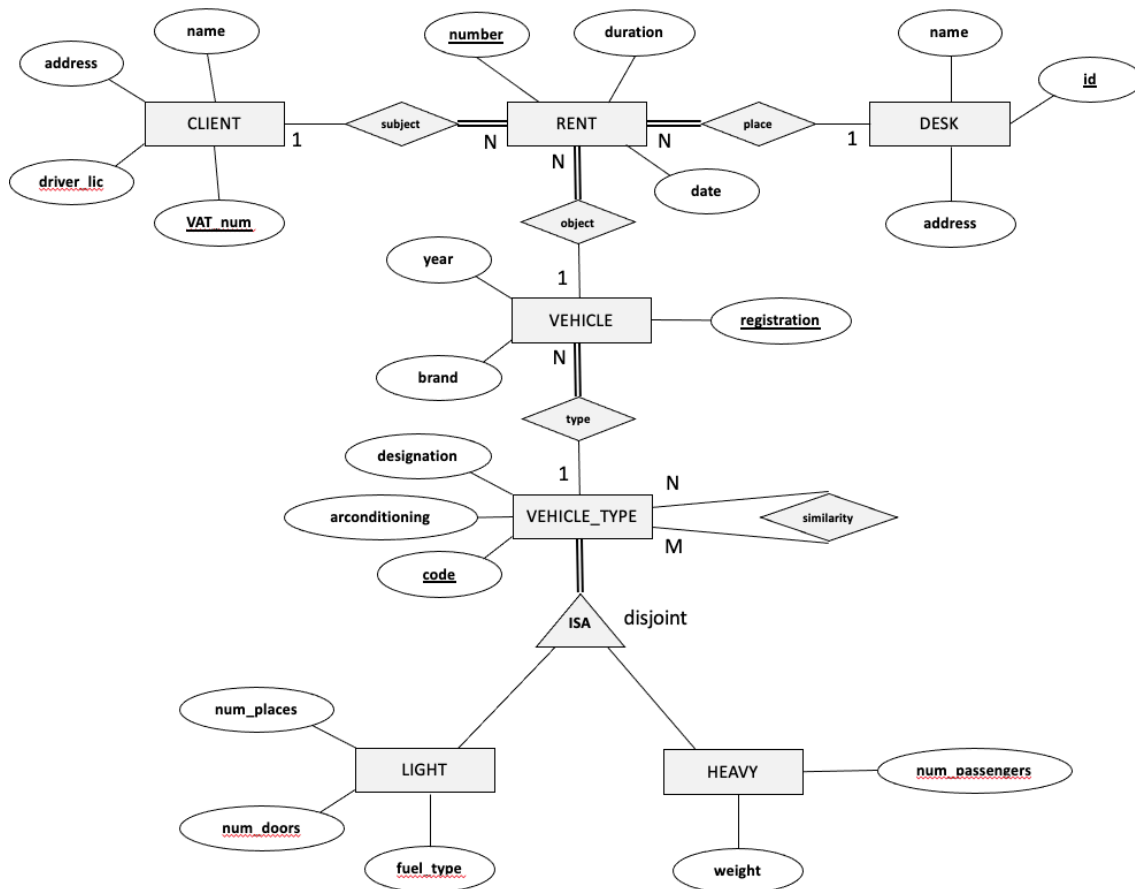 name
number
duration
name
address
id
CLIENT
subject
RENT
place
DESK
1
N
N
1
N
driver_lic
date
VAT_num
object
address
year
1
VEHICLE
registration
N
brand
type
designation
1
N
arconditioning
VEHICLE_TYPE
similarity
M
code
ISA
disjoint
num_places
LIGHT
HEAVY
num_passengers
num_doors
fuel_type
weight